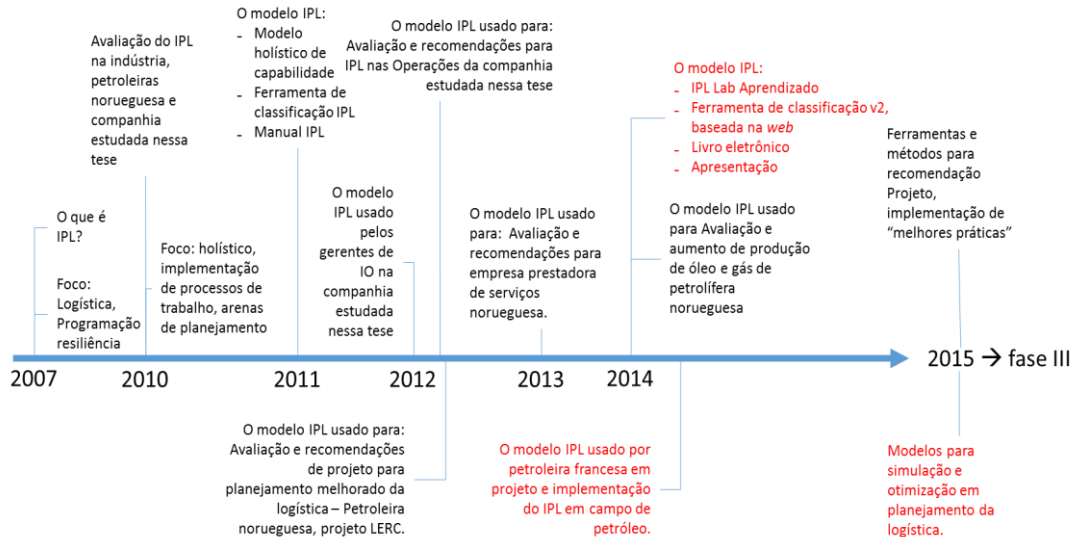 Avaliação do IPL
na indústria,
petroleiras
norueguesa e
companhia
estudada nessa
tese
O modelo IPL:
- Modelo
holístico de
capabilidade
- Ferramenta de
classificação IPL
- Manual IPL
O modelo IPL usado para:
Avaliação e recomendações para
IPL nas Operações da companhia
estudada nessa tese
O modelo IPL:
- IPL Lab Aprendizado
- Ferramenta de classificação v2,
baseada na web
- Livro eletrônico
- Apresentação
Ferramentas e
métodos para
recomendação
Projeto,
implementação de
“melhores práticas”
O que é
IPL?
Foco:
Logística,
Programação
resiliência
Foco: holístico,
implementação
de processos de
trabalho, arenas
de planejamento
O modelo
IPL usado
pelos
gerentes de
IO na
companhia
estudada
nessa tese
O modelo IPL usado
para: Avaliação e
recomendações para
empresa prestadora
de serviços
norueguesa.
O modelo IPL usado
para Avaliação e
aumento de produção
de óleo e gás de
petrolífera
norueguesa
2007
2010
2011
2012
2013
2014
2015 → fase III
O modelo IPL usado para:
Avaliação e recomendações
de projeto para
planejamento melhorado da
logística – Petroleira
norueguesa, projeto LERC.
O modelo IPL usado por
petroleira francesa em
projeto e implementação
do IPL em campo de
petróleo.
Modelos para
simulação e
otimização em
planejamento da
logística.